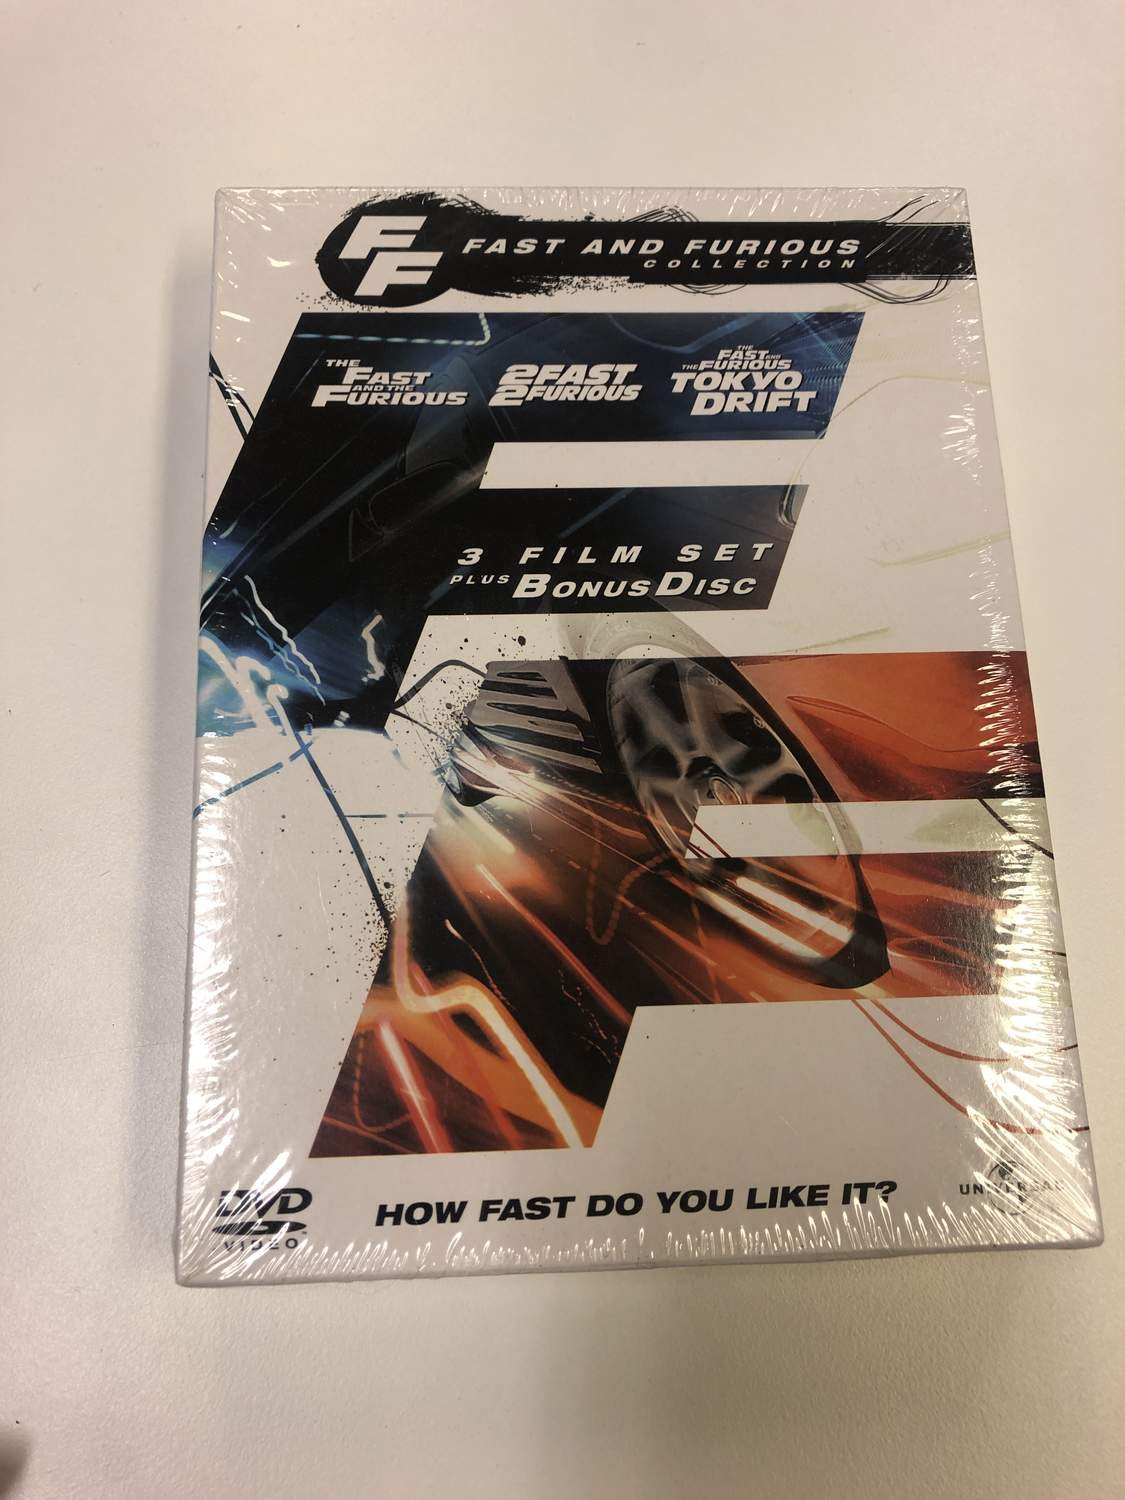 FF
FAST AND FURIOUS
COLLECTION
THE
FAST
AND THE
FURIOUS
2FAST
2FURIOUS
THE
FAST AND
THE FURIOUS
TOKYO
DRIFT
3 FILM SET
PLUS BONUS DISC
DVD
VIDEO
HOW FAST DO YOU LIKE IT?
UNIVERSAL